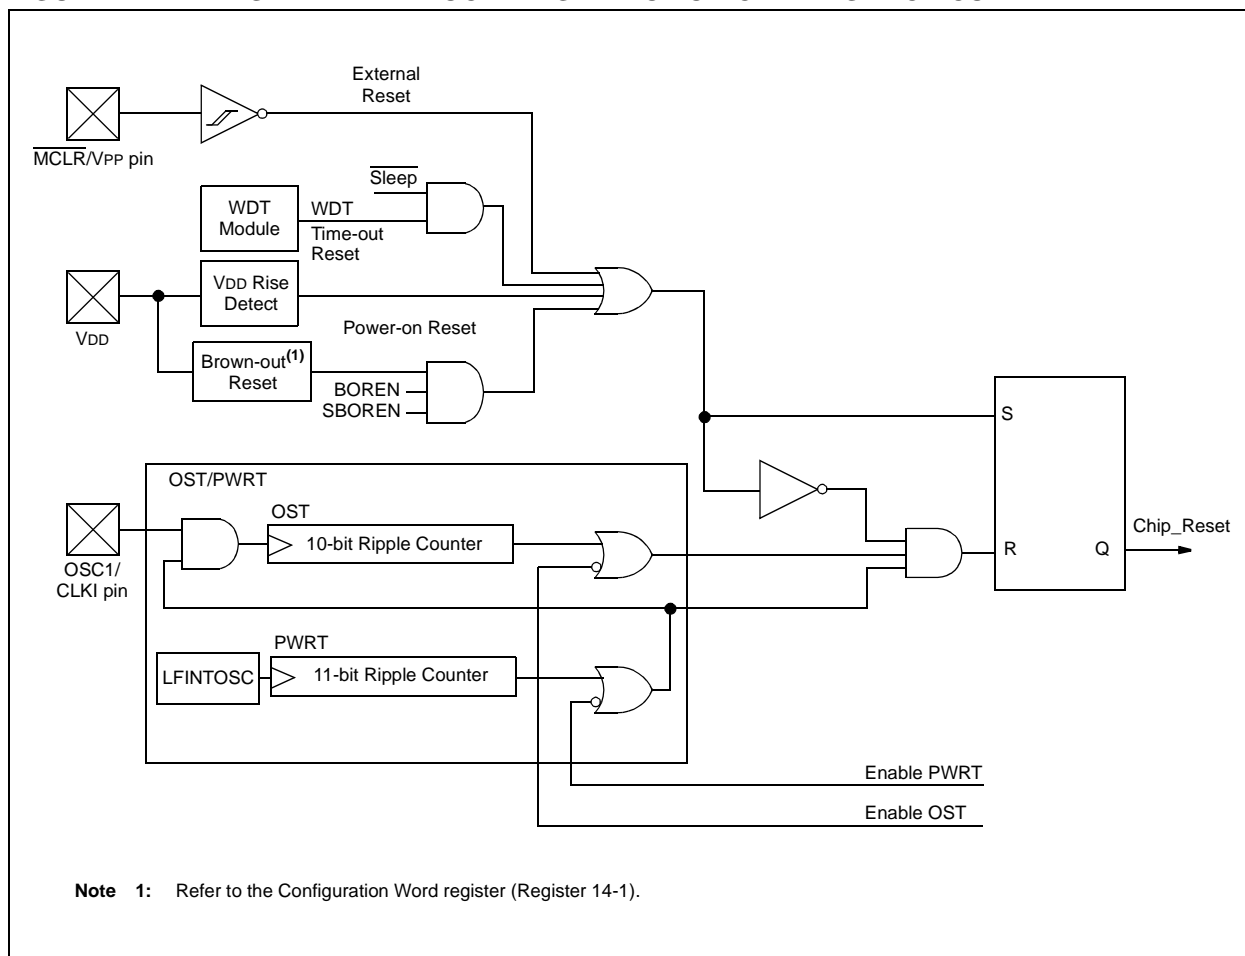 External
Reset
MCLR/VPP pin
Sleep
WDT
Module
WDT
Time-out
Reset
VDD Rise
Detect
VDD
Power-on Reset
Brown-out(1)
Reset
BOREN
SBOREN
S
OST/PWRT
OST
10-bit Ripple Counter
OSC1/
CLKI pin
Chip_Reset
R
Q
PWRT
LFINTOSC
11-bit Ripple Counter
Enable PWRT
Enable OST
Note 1: Refer to the Configuration Word register (Register 14-1).